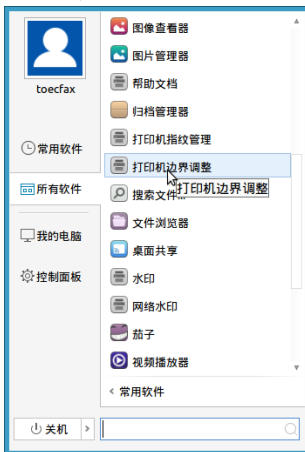 toecfax
常用软件
所有软件
我的电脑
控制面板
关机
图像查看器
图片管理器
帮助文档
归档管理器
打印机指纹管理
打印机边界调整
搜索文件...
打印机边界调整
文件浏览器
桌面共享
水印
网络水印
茄子
视频播放器
常用软件